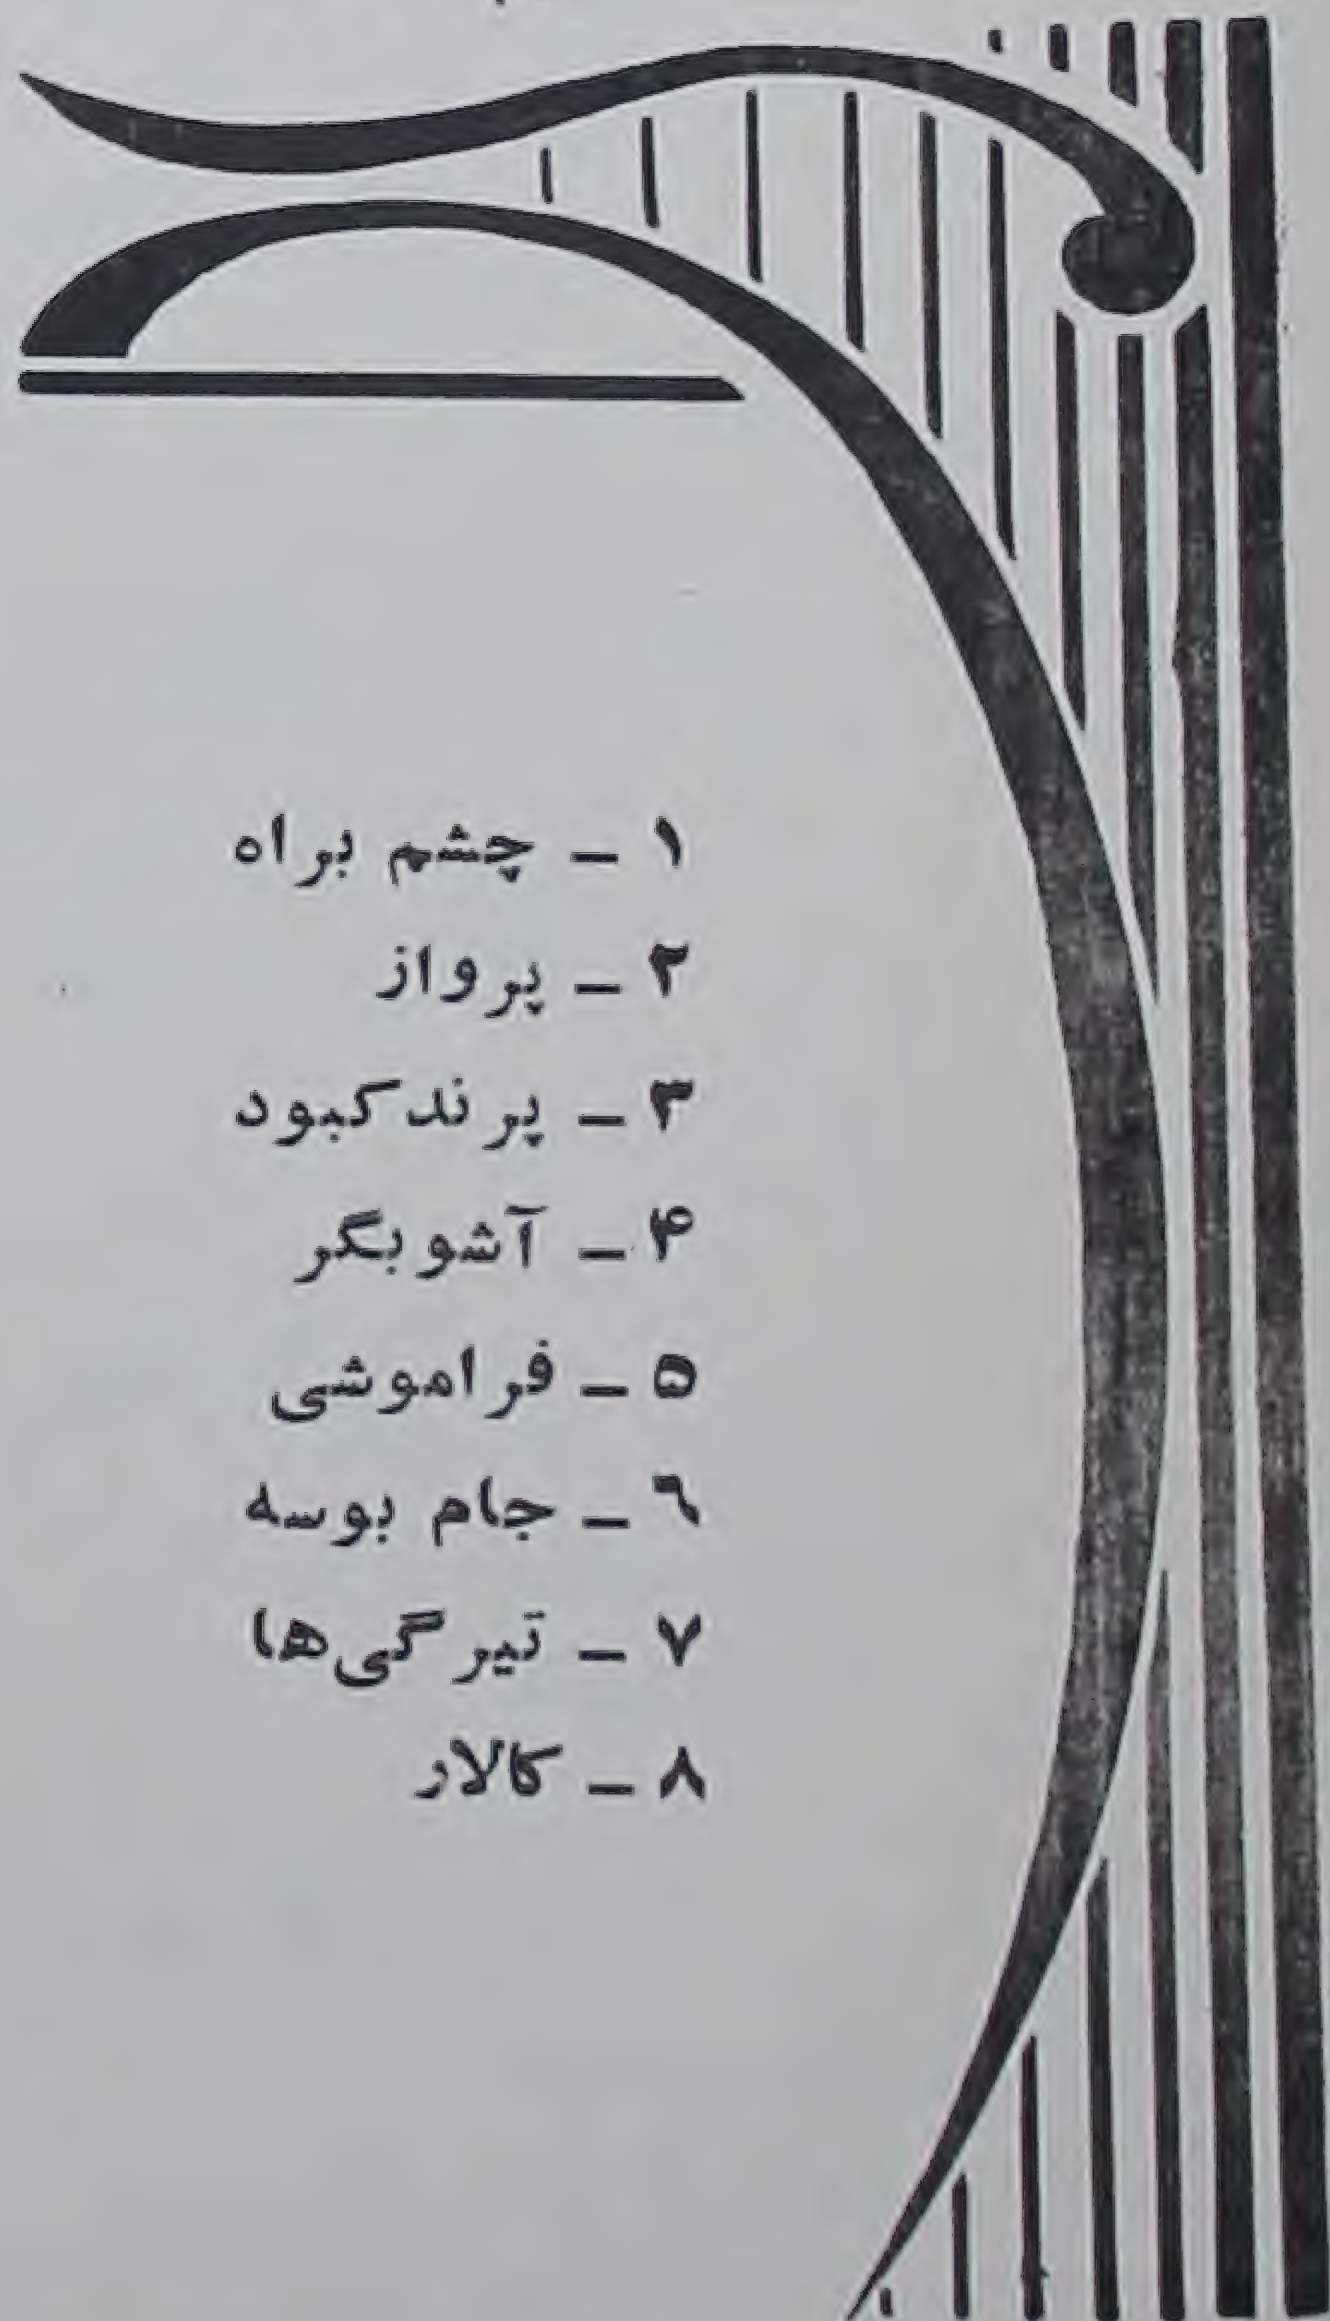 ۱ – چشم براه
۲ – پرواز
۳ – پرند کبود
۴ – آشوبگر
۵ – فراموشی
۶ – جام بوسه
۷ – تیرگی‌ها
۸ – کالار